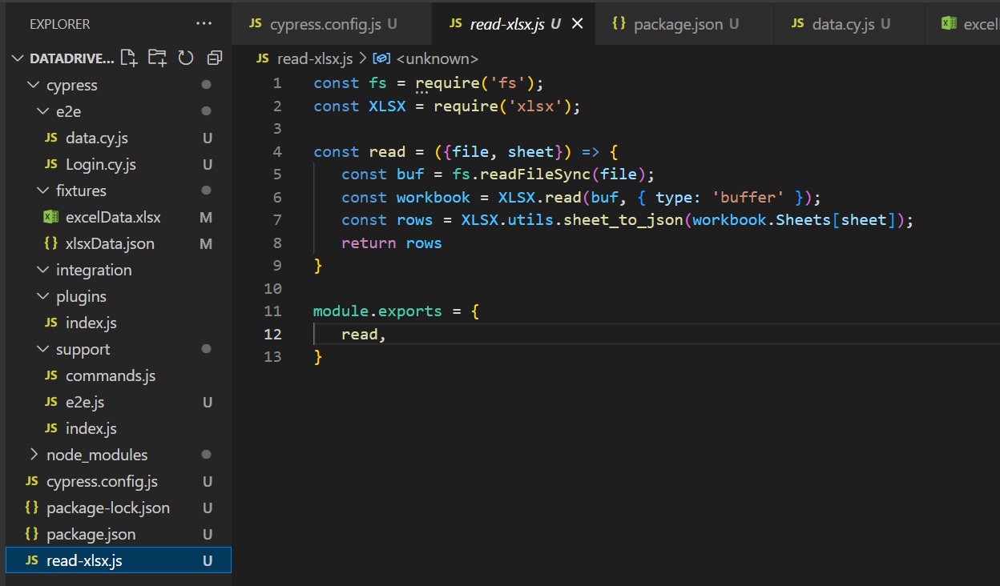 EXPLORER ···
DATADRIVE...
cypress
e2e
JS data.cy.js U
JS Login.cy.js U
fixtures
excelData.xlsx M
{} xlsxData.json M
integration
plugins
JS index.js
support
JS commands.js
JS e2e.js U
JS index.js
node_modules
JS cypress.config.js U
{} package-lock.json U
{} package.json U
JS read-xlsx.js U
JS cypress.config.js U JS read-xlsx.js U {} package.json U JS data.cy.js U excel
JS read-xlsx.js > <unknown>
1 const fs = require('fs');
2 const XLSX = require('xlsx');
3
4 const read = ({file, sheet}) => {
5 const buf = fs.readFileSync(file);
6 const workbook = XLSX.read(buf, { type: 'buffer' });
7 const rows = XLSX.utils.sheet_to_json(workbook.Sheets[sheet]);
8 return rows
9 }
10
11 module.exports = {
12 read,
13 }